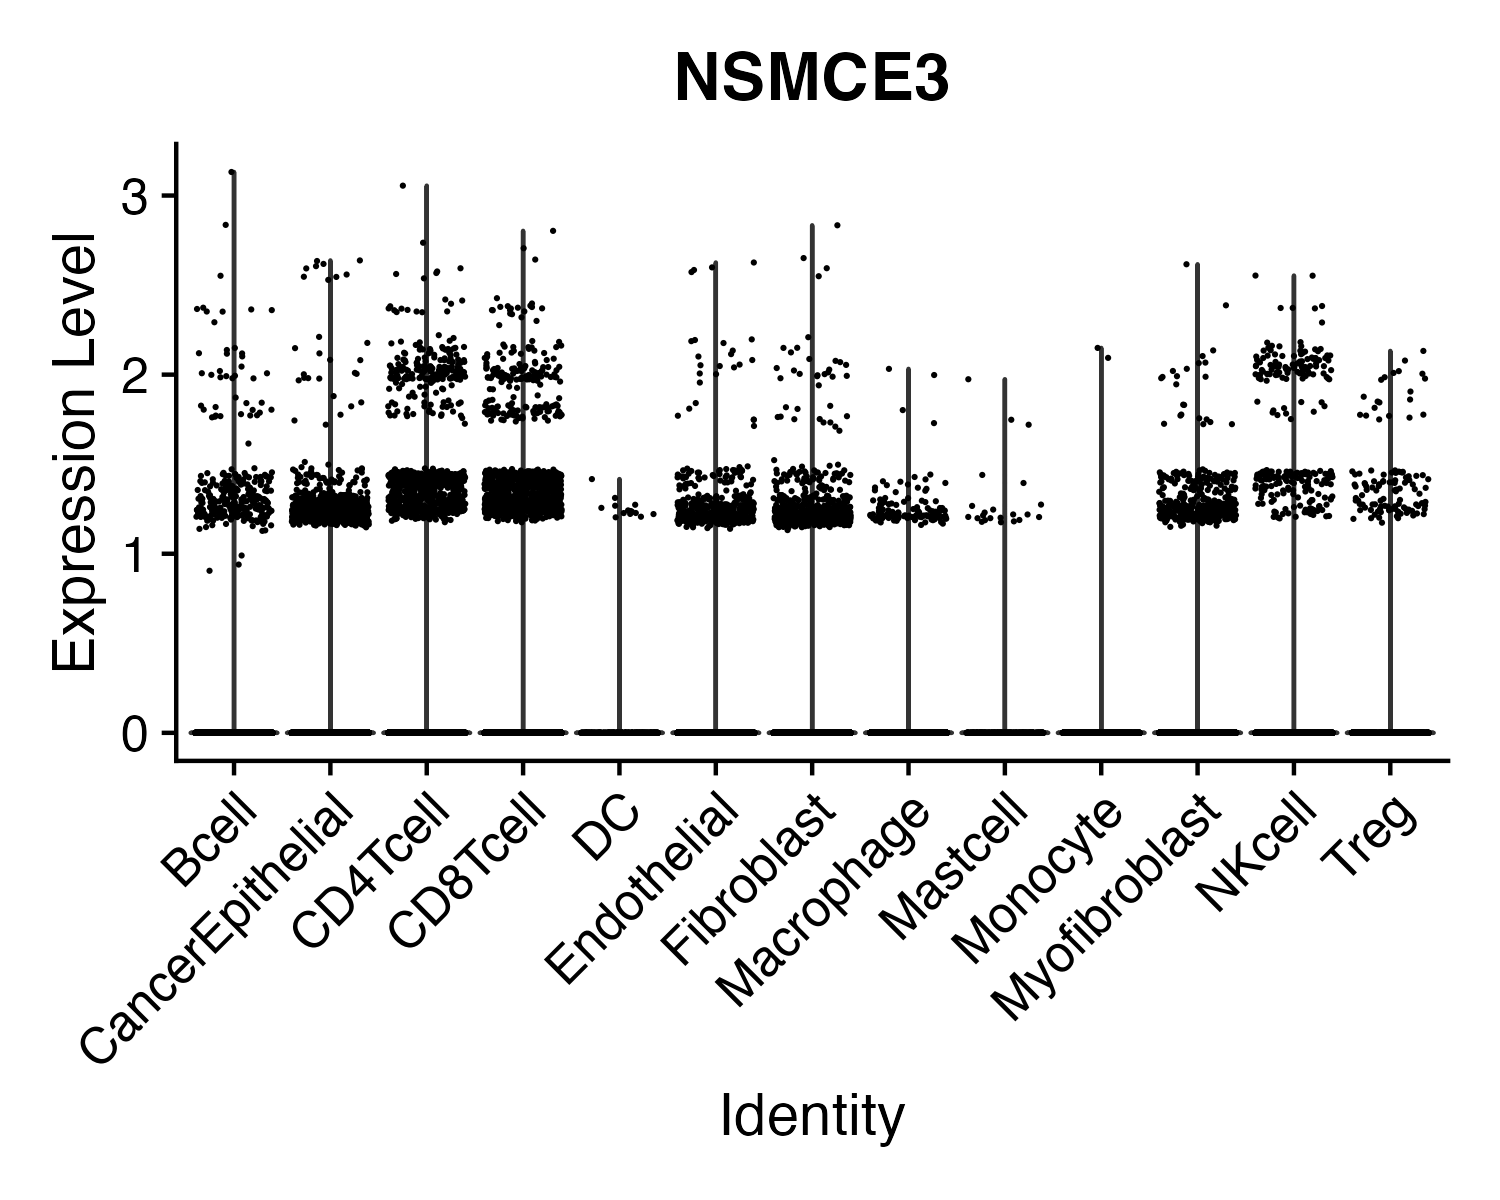 NSMCE3
Expression Level
3
2
1
0
Bcell
CancerEpithelial
CD4Tcell
CD8Tcell
DC
Endothelial
Fibroblast
Macrophage
Mastcell
Monocyte
Myofibroblast
NKcell
Treg
Identity